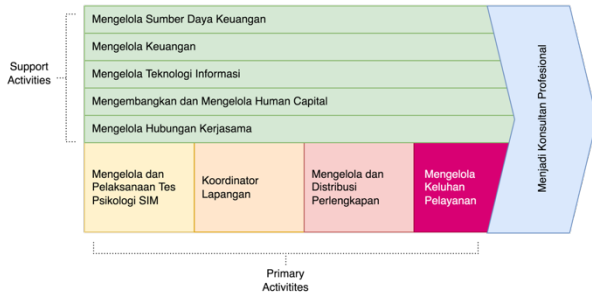 Support
Activities
Mengelola Sumber Daya Keuangan
Mengelola Keuangan
Mengelola Teknologi Informasi
Mengembangkan dan Mengelola Human Capital
Mengelola Hubungan Kerjasama
Mengelola dan
Pelaksanaan Tes
Psikologi SIM
Koordinator
Lapangan
Mengelola dan
Distribusi
Perlengkapan
Mengelola
Keluhan
Pelayanan
Menjadi Konsultan Profesional
Primary
Activitites